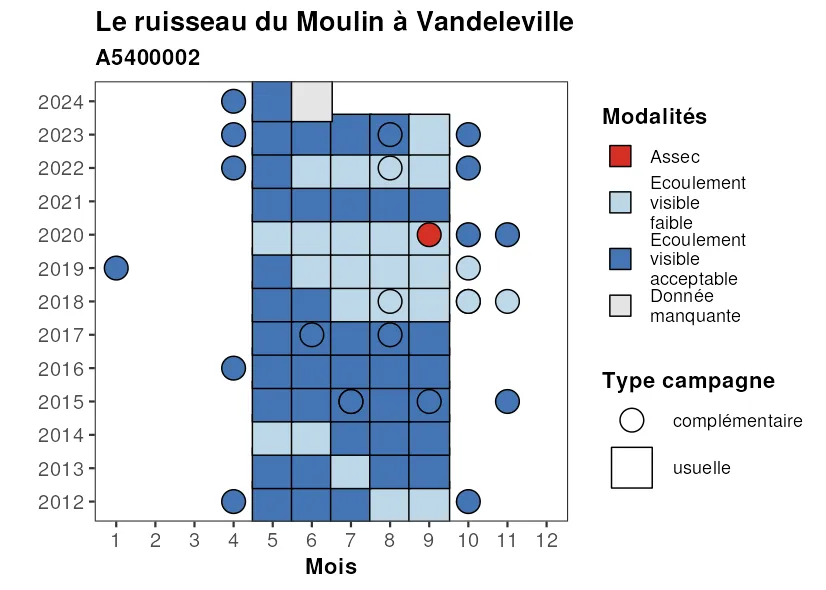 Le ruisseau du Moulin à Vandeleville
A5400002
2024
2023
2022
2021
2020
2019
2018
2017
2016
2015
2014
2013
2012
1 2 3 4 5 6 7 8 9 10 11 12
Mois
Modalités
Assec
Ecoulement
visible
faible
Ecoulement
visible
acceptable
Donnée
manquante
Type campagne
complémentaire
usuelle